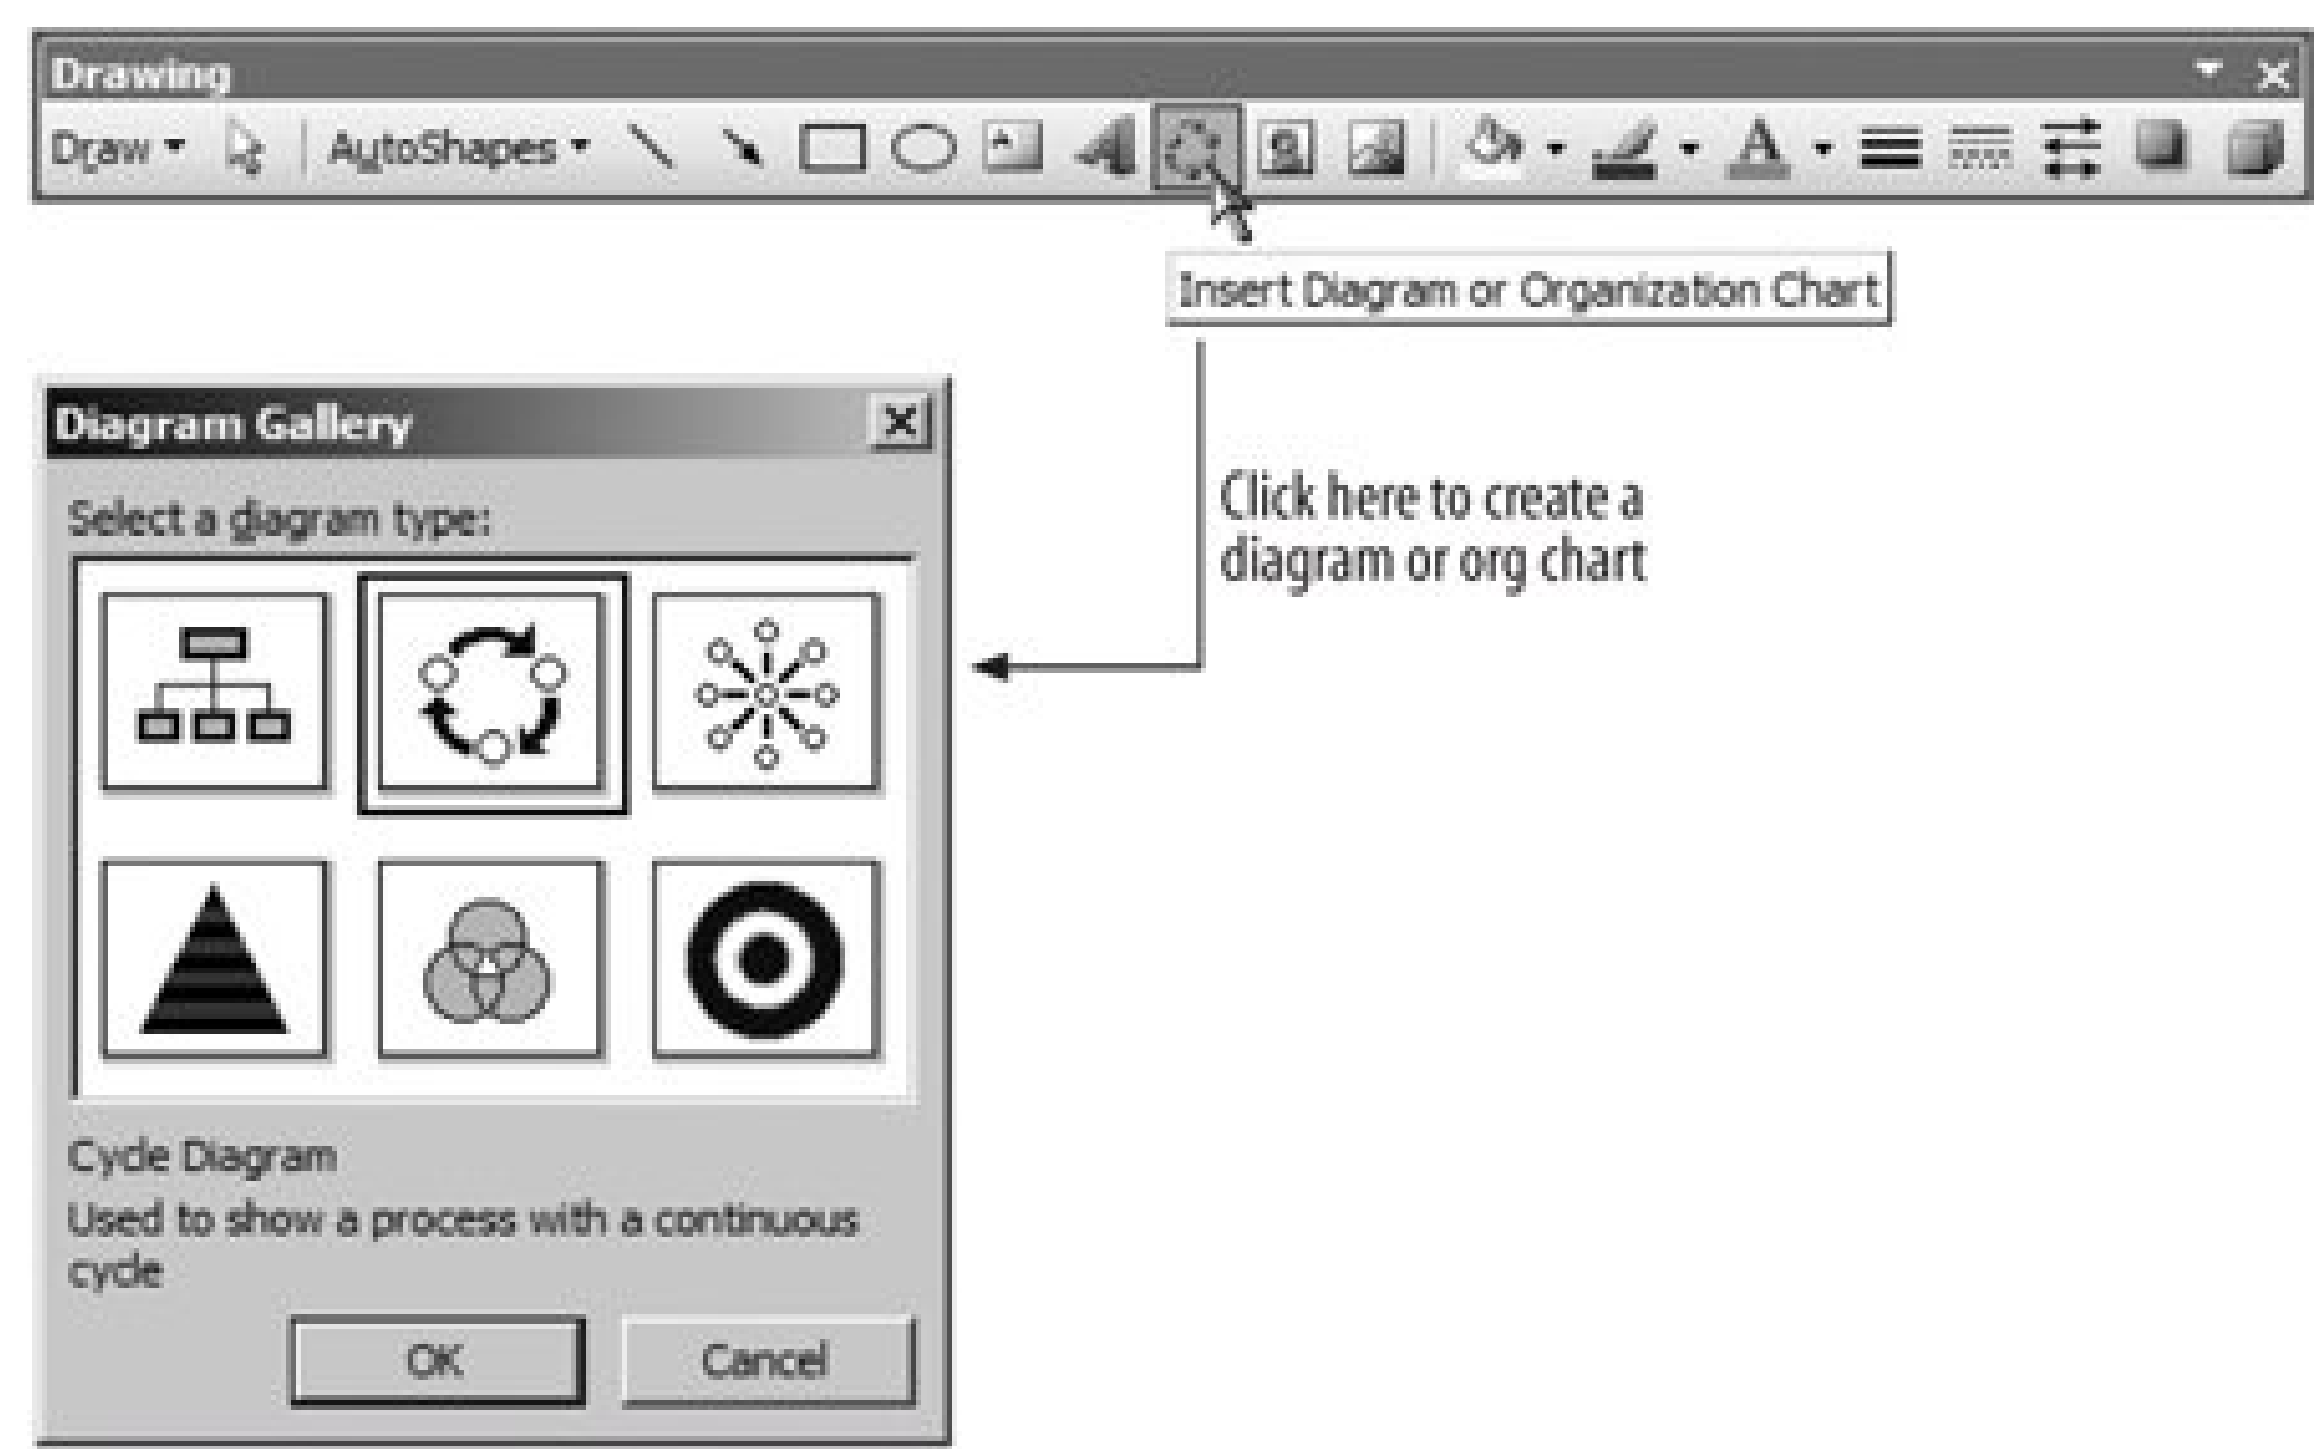 Drawing
Draw AutoShapes
Insert Diagram or Organization Chart
Click here to create a
diagram or org chart
Diagram Gallery
Select a diagram type:
Cycle Diagram
Used to show a process with a continuous
cycle
OK Cancel